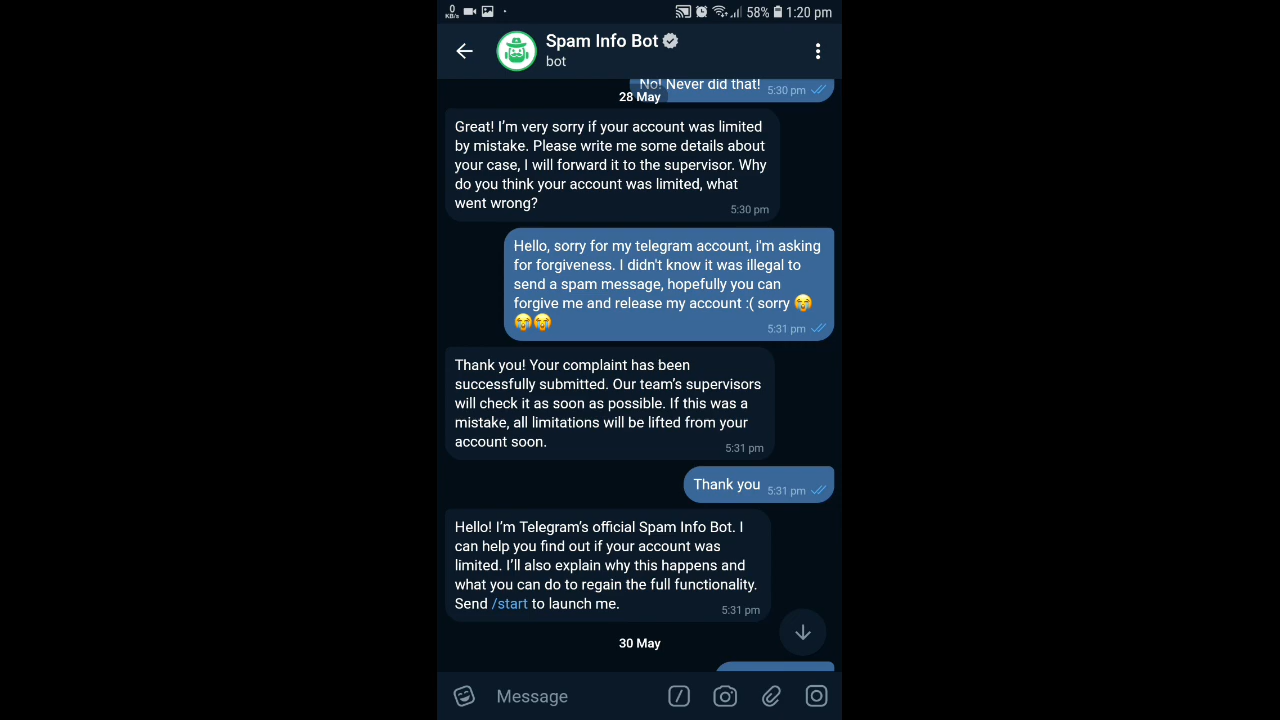 0
KB/s
58%
1:20 pm
Spam Info Bot
bot
No! Never did that!
5:30 pm
28 May
Great! I'm very sorry if your account was limited
by mistake. Please write me some details about
your case, I will forward it to the supervisor. Why
do you think your account was limited, what
went wrong?
5:30 pm
Hello, sorry for my telegram account, i'm asking
for forgiveness. I didn't know it was illegal to
send a spam message, hopefully you can
forgive me and release my account :( sorry 😭
😭😭
5:31 pm
Thank you! Your complaint has been
successfully submitted. Our team's supervisors
will check it as soon as possible. If this was a
mistake, all limitations will be lifted from your
account soon.
5:31 pm
Thank you
5:31 pm
Hello! I'm Telegram's official Spam Info Bot. I
can help you find out if your account was
limited. I'll also explain why this happens and
what you can do to regain the full functionality.
Send /start to launch me.
5:31 pm
30 May
Message